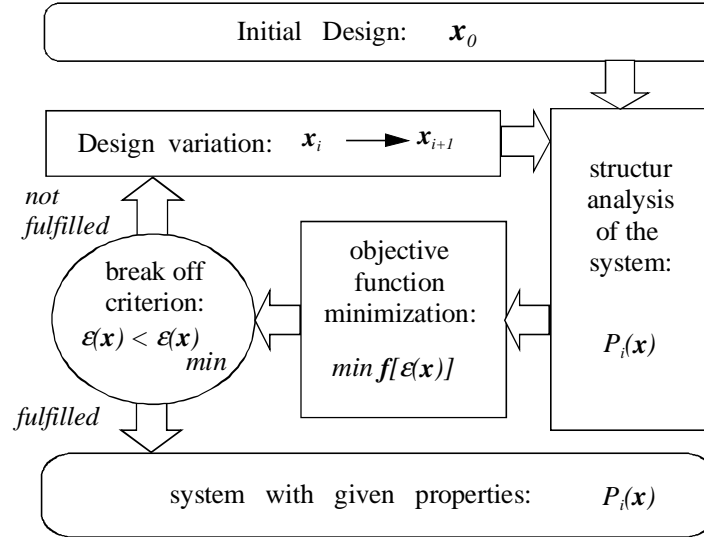 Initial Design: x0
Design variation: xi → xi+1
structur
analysis
of the
system:
Pi(x)
not
fulfilled
break off
criterion:
ε(x) < ε(x)min
objective
function
minimization:
min f[ε(x)]
fulfilled
system with given properties: Pi(x)